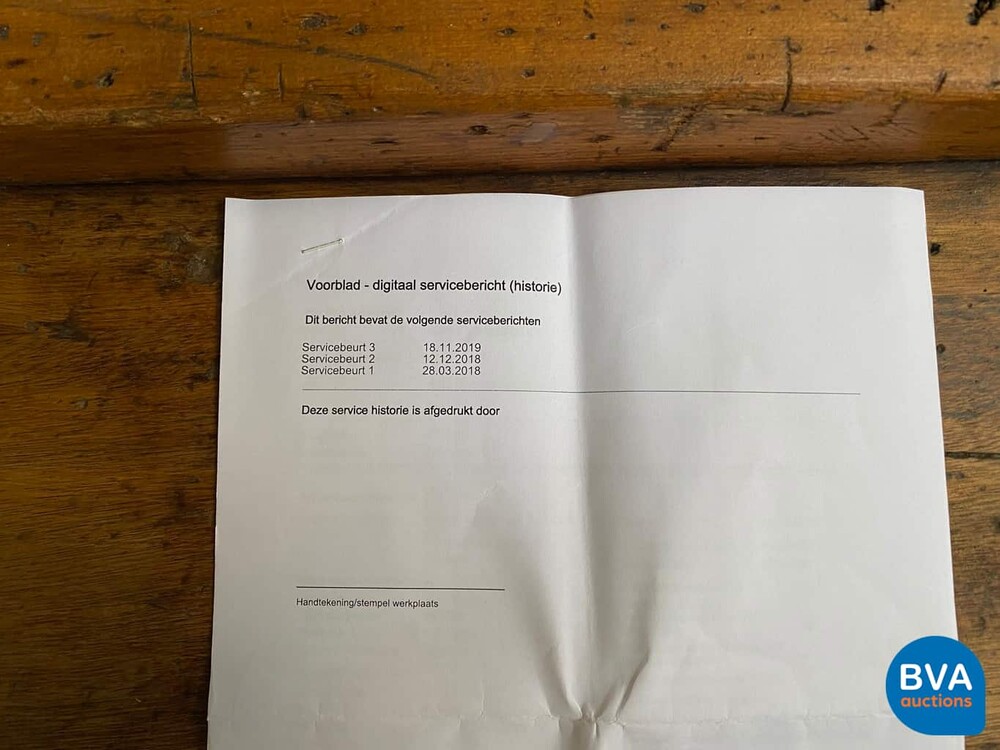 Voorblad - digitaal servicebericht (historie)
Dit bericht bevat de volgende serviceberichten
Servicebeurt 3 18.11.2019
Servicebeurt 2 12.12.2018
Servicebeurt 1 28.03.2018
Deze service historie is afgedrukt door
Handtekening/stempel werkplaats
BVA
auctions